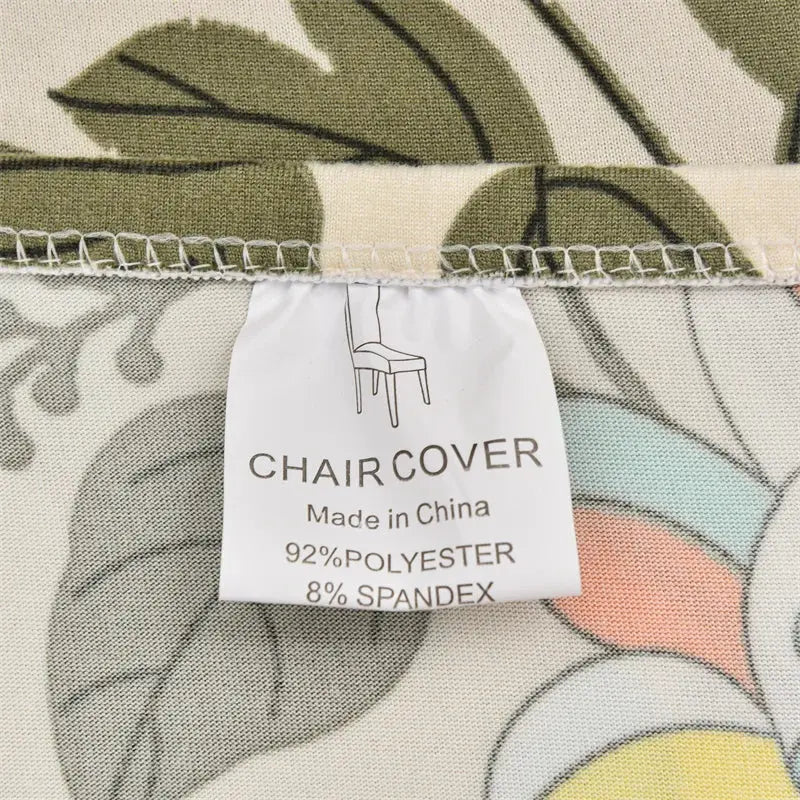 CHAIR COVER
Made in China
92%POLYESTER
8% SPANDEX